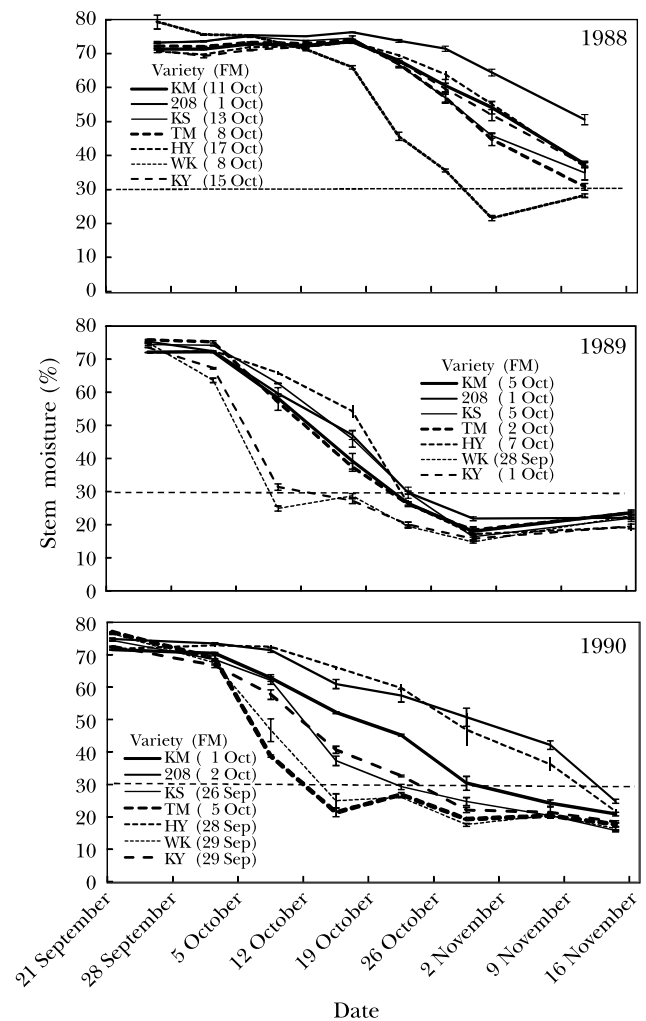 80
70
60
50
40
30
20
10
0
1988
Variety (FM)
KM (11 Oct)
208 ( 1 Oct)
KS (13 Oct)
TM ( 8 Oct)
HY (17 Oct)
WK ( 8 Oct)
KY (15 Oct)
80
70
60
50
40
30
20
10
0
1989
Variety (FM)
KM ( 5 Oct)
208 ( 1 Oct)
KS ( 5 Oct)
TM ( 2 Oct)
HY ( 7 Oct)
WK (28 Sep)
KY ( 1 Oct)
Stem moisture (%)
80
70
60
50
40
30
20
10
0
1990
Variety (FM)
KM ( 1 Oct)
208 ( 2 Oct)
KS (26 Sep)
TM ( 5 Oct)
HY (28 Sep)
WK (29 Sep)
KY (29 Sep)
21 September
28 September
5 October
12 October
19 October
26 October
2 November
9 November
16 November
Date